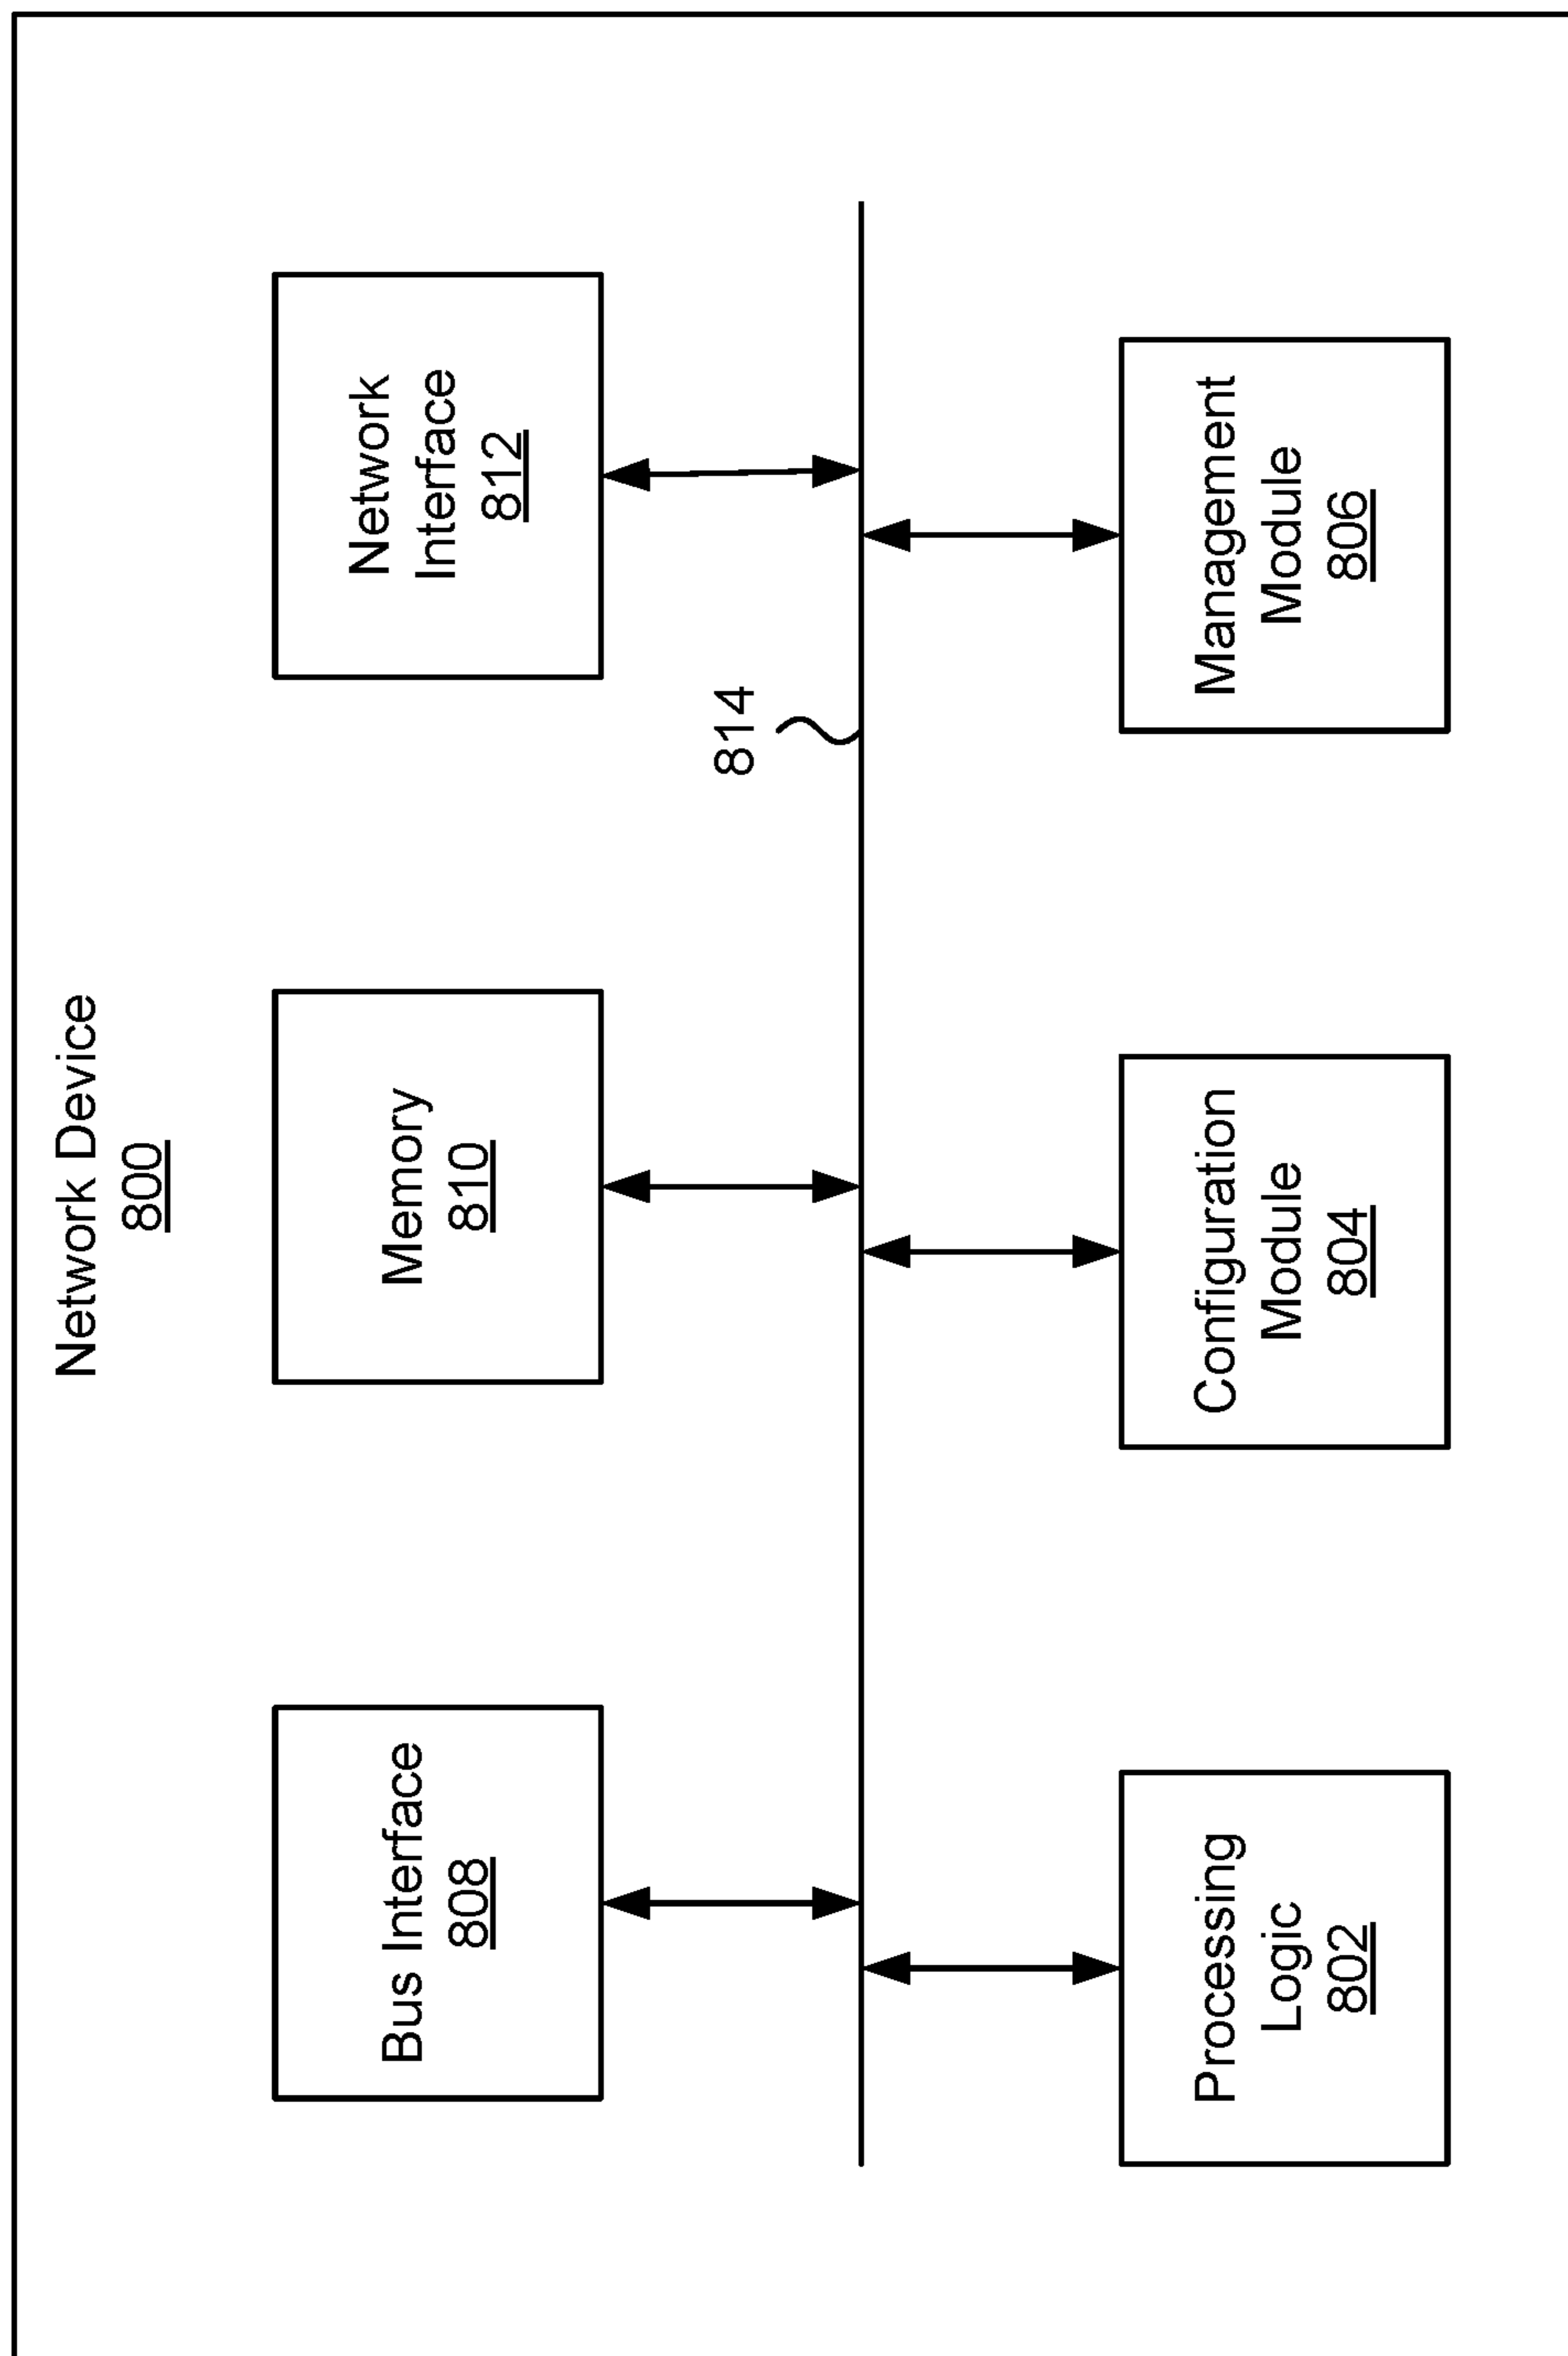 Network Device
800
Bus Interface
808
Memory
810
Network
Interface
812
814
Processing
Logic
802
Configuration
Module
804
Management
Module
806